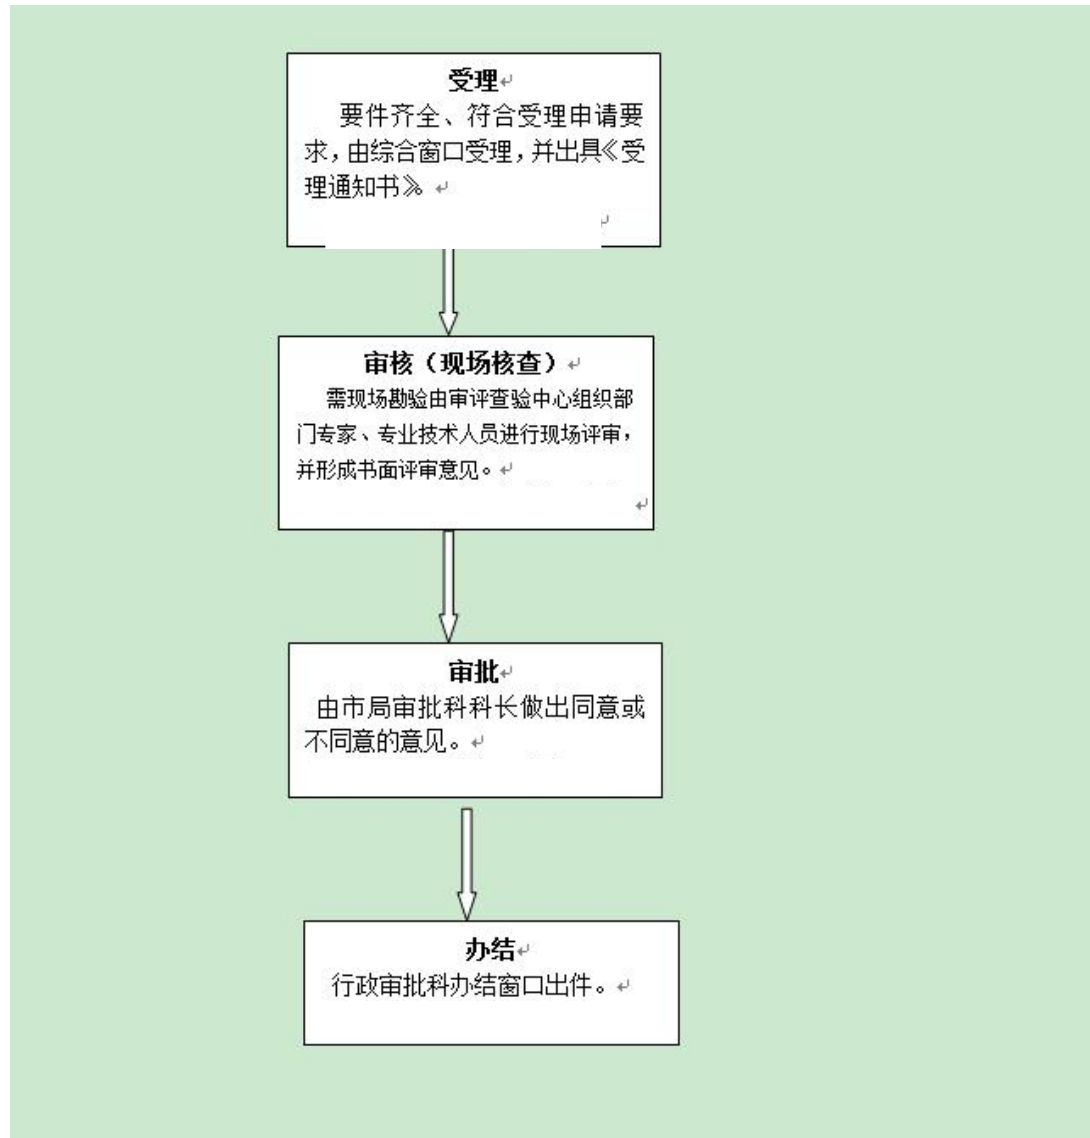 受理
要件齐全、符合受理申请要
求，由综合窗口受理，并出具《受
理通知书》。
审核（现场核查）
需现场勘验由审评查验中心组织部
门专家、专业技术人员进行现场评审，
并形成书面评审意见。
审批
由市局审批科科长做出同意或
不同意的意见。
办结
行政审批科办结窗口出件。